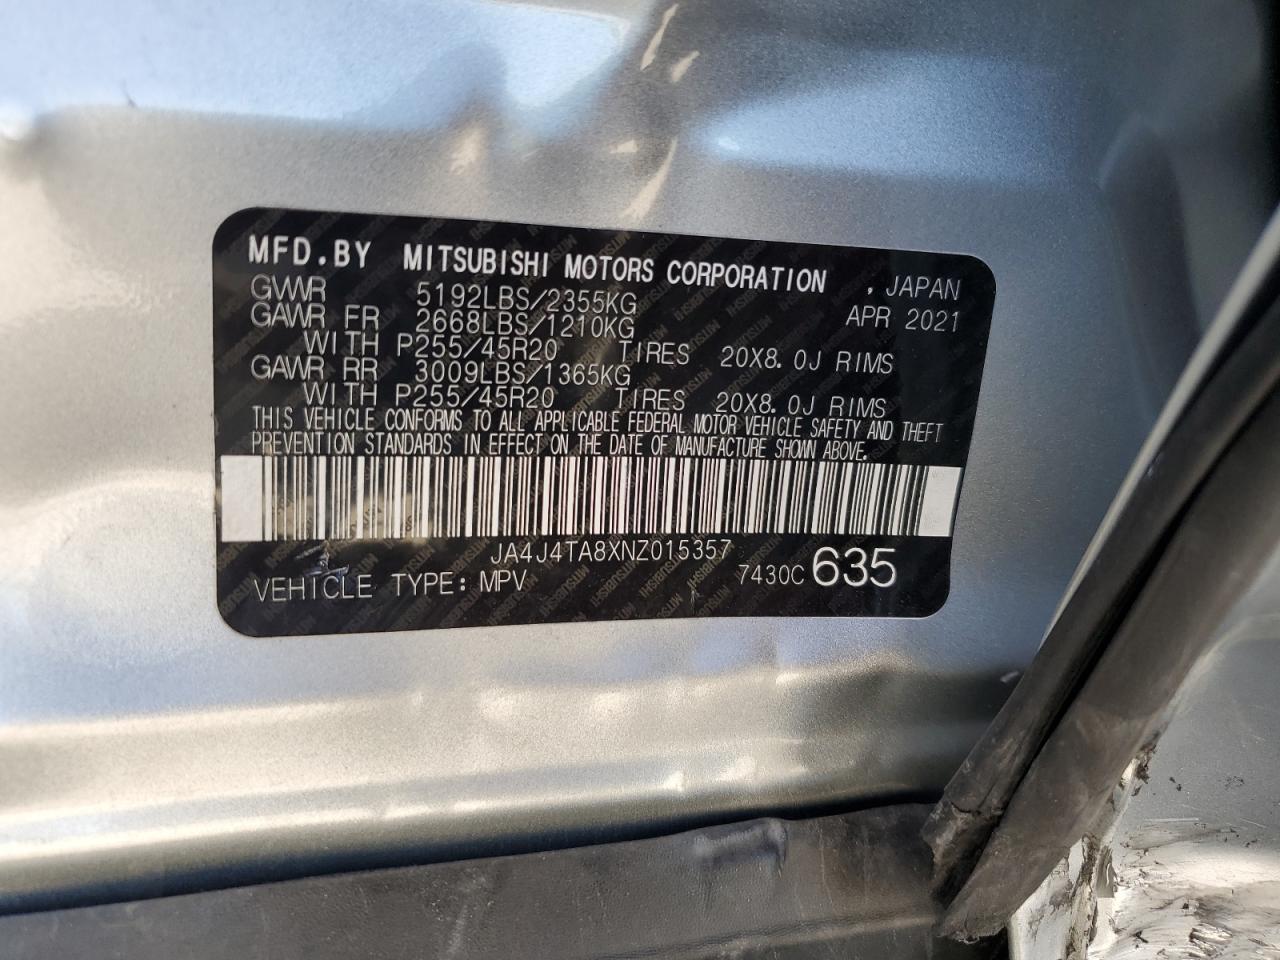 MFD.BY MITSUBISHI MOTORS CORPORATION . JAPAN
GVWR 5192LBS/2355KG APR 2021
GAWR FR 2668LBS/1210KG
WITH P255/45R20 TIRES 20X8.0J RIMS
GAWR RR 3009LBS/1365KG
WITH P255/45R20 TIRES 20X8.0J RIMS
THIS VEHICLE CONFORMS TO ALL APPLICABLE FEDERAL MOTOR VEHICLE SAFETY AND THEFT
PREVENTION STANDARDS IN EFFECT ON THE DATE OF MANUFACTURE SHOWN ABOVE.
JA4J4TA8XNZ015357
VEHICLE TYPE: MPV 7430C 635